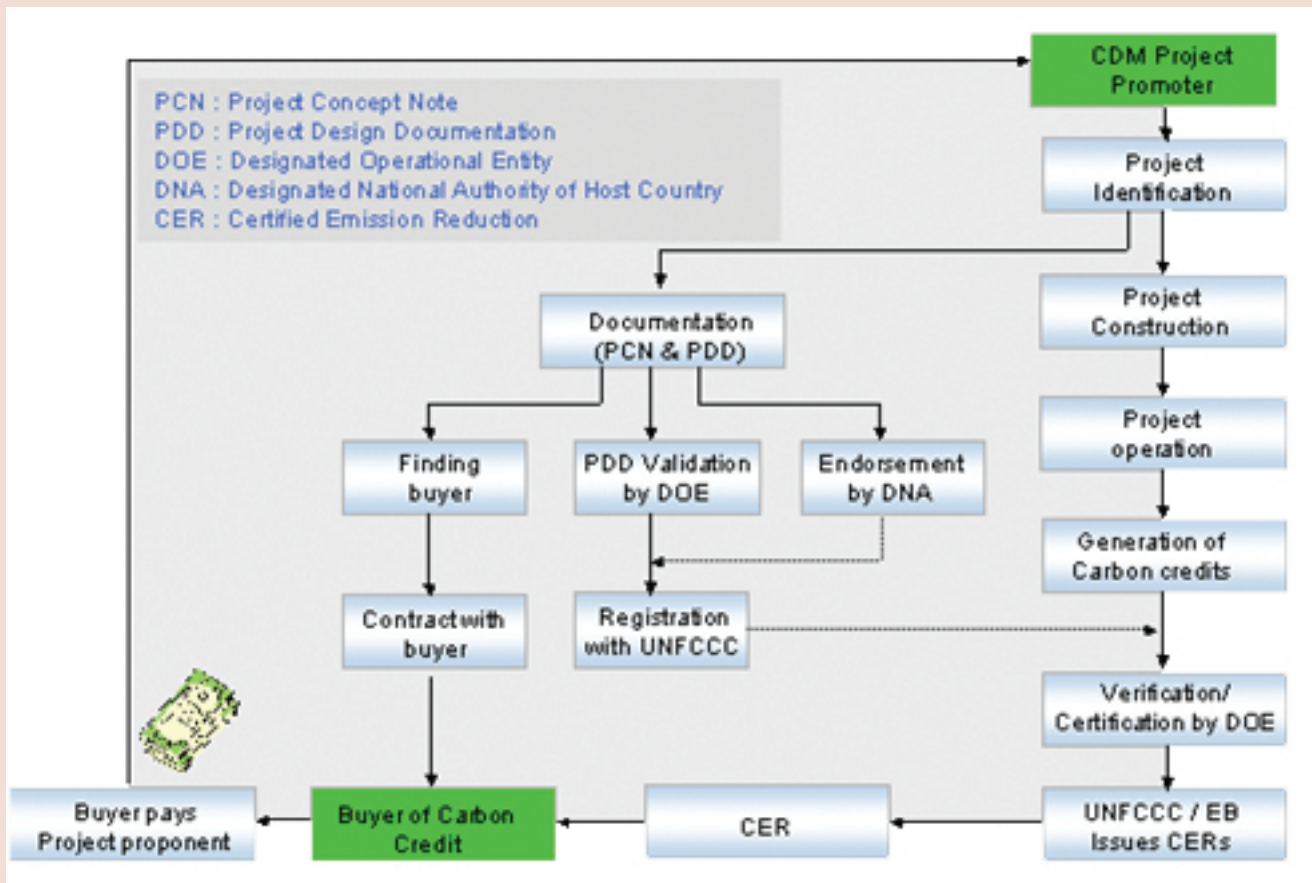 CDM Project
Promoter
PCN : Project Concept Note
PDD : Project Design Documentation
DOE : Designated Operational Entity
DNA : Designated National Authority of Host Country
CER : Certified Emission Reduction
Project
Identification
Documentation
(PCN & PDD)
Project
Construction
Project
operation
Finding
buyer
PDD Validation
by DOE
Endorsement
by DNA
Generation of
Carbon credits
Contract with
buyer
Registration
with UNFCCC
Verification/
Certification by DOE
Buyer pays
Project proponent
Buyer of Carbon
Credit
CER
UNFCCC / EB
Issues CERs